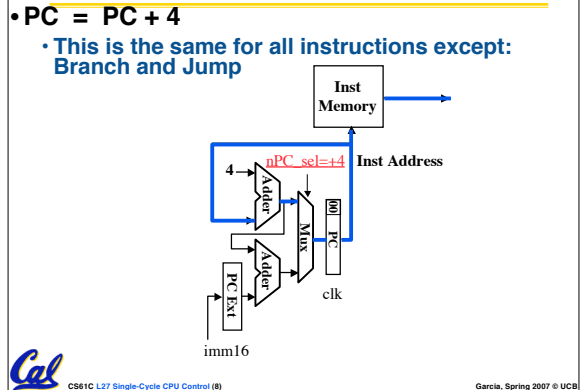 • PC = PC + 4
• This is the same for all instructions except:
Branch and Jump
Inst
Memory
nPC_sel=+4
Inst Address
4
Adder
Mux
00
PC
Adder
PC Ext
clk
imm16
Cal
CS61C L27 Single-Cycle CPU Control (8)
Garcia, Spring 2007 © UCB